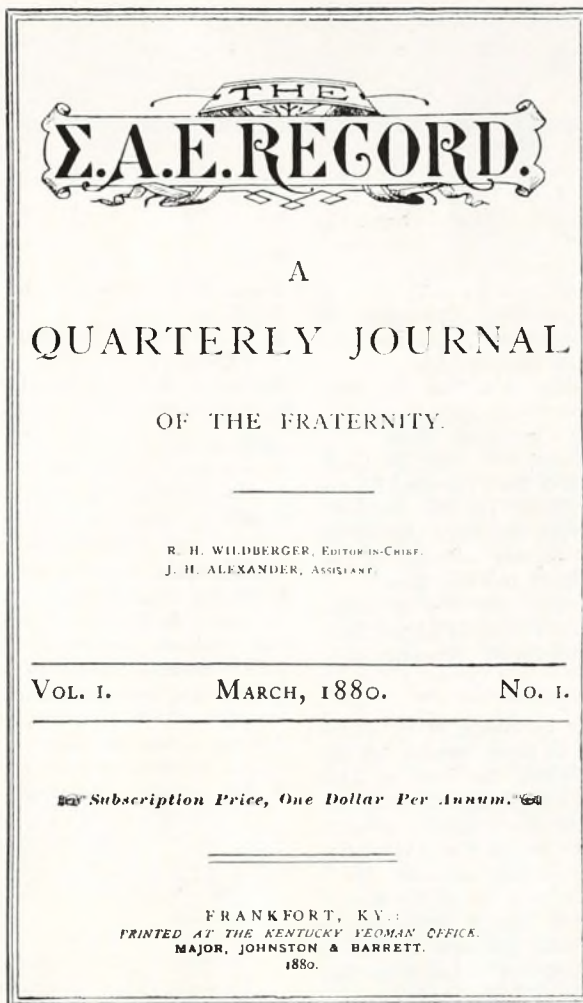 THE
Σ.A.E. RECORD.
A
QUARTERLY JOURNAL
OF THE FRATERNITY.
R. H. WILDBERGER, EDITOR-IN-CHIEF.
J. H. ALEXANDER, ASSISTANT.
VOL. I. MARCH, 1880. NO. I.
Subscription Price, One Dollar Per Annum.
FRANKFORT, KY.:
PRINTED AT THE KENTUCKY YEOMAN OFFICE.
MAJOR, JOHNSTON & BARRETT.
1880.